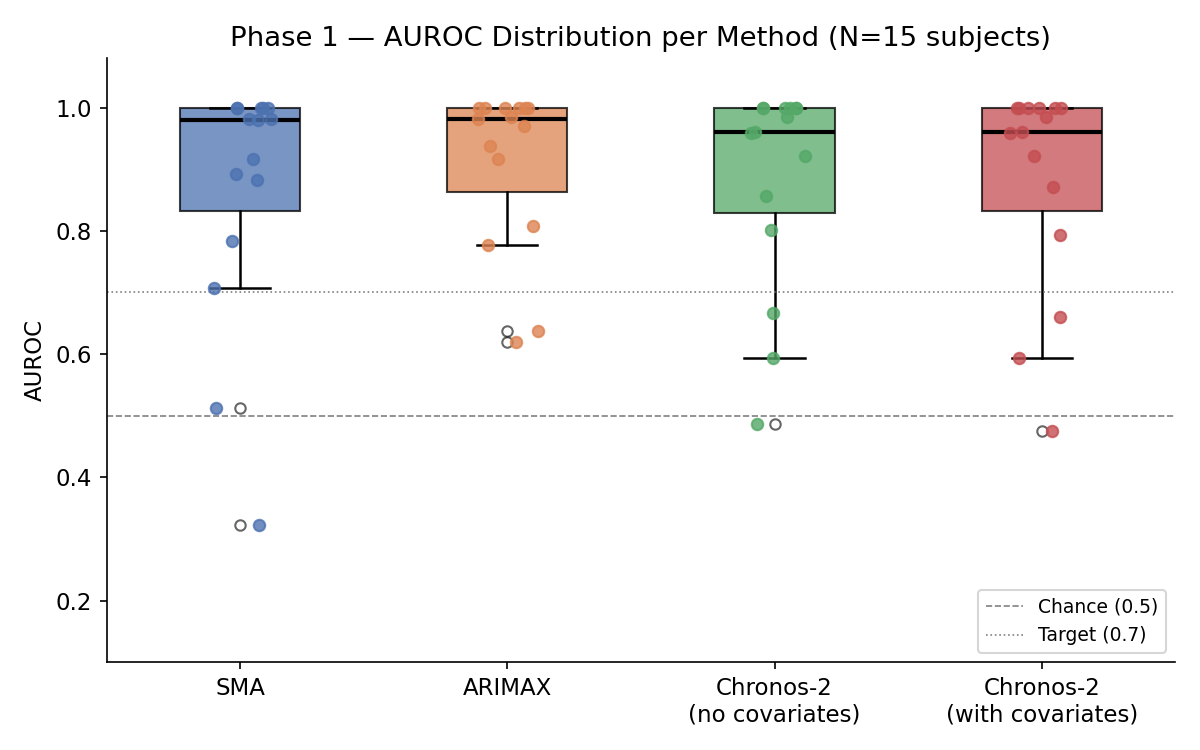 Phase 1 — AUROC Distribution per Method (N=15 subjects)
AUROC
1.0
0.8
0.6
0.4
0.2
Chance (0.5)
Target (0.7)
SMA
ARIMAX
Chronos-2
(no covariates)
Chronos-2
(with covariates)